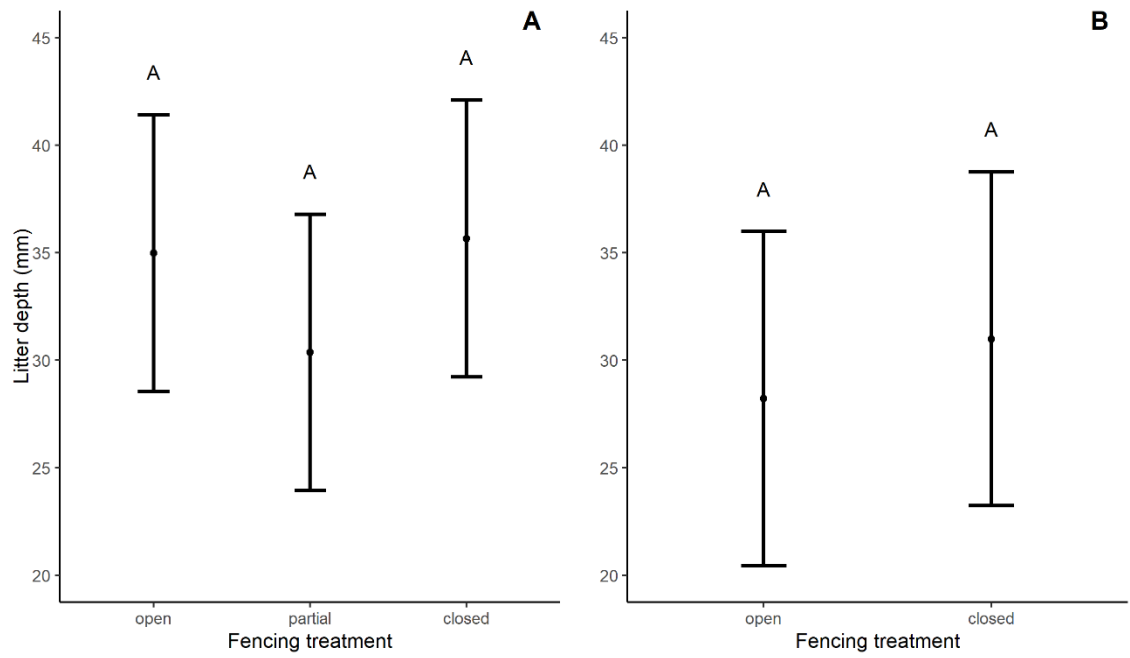 A
45
40
35
30
25
20
Litter depth (mm)
A
A
A
open
partial
closed
Fencing treatment
B
45
40
35
30
25
20
A
A
open
closed
Fencing treatment